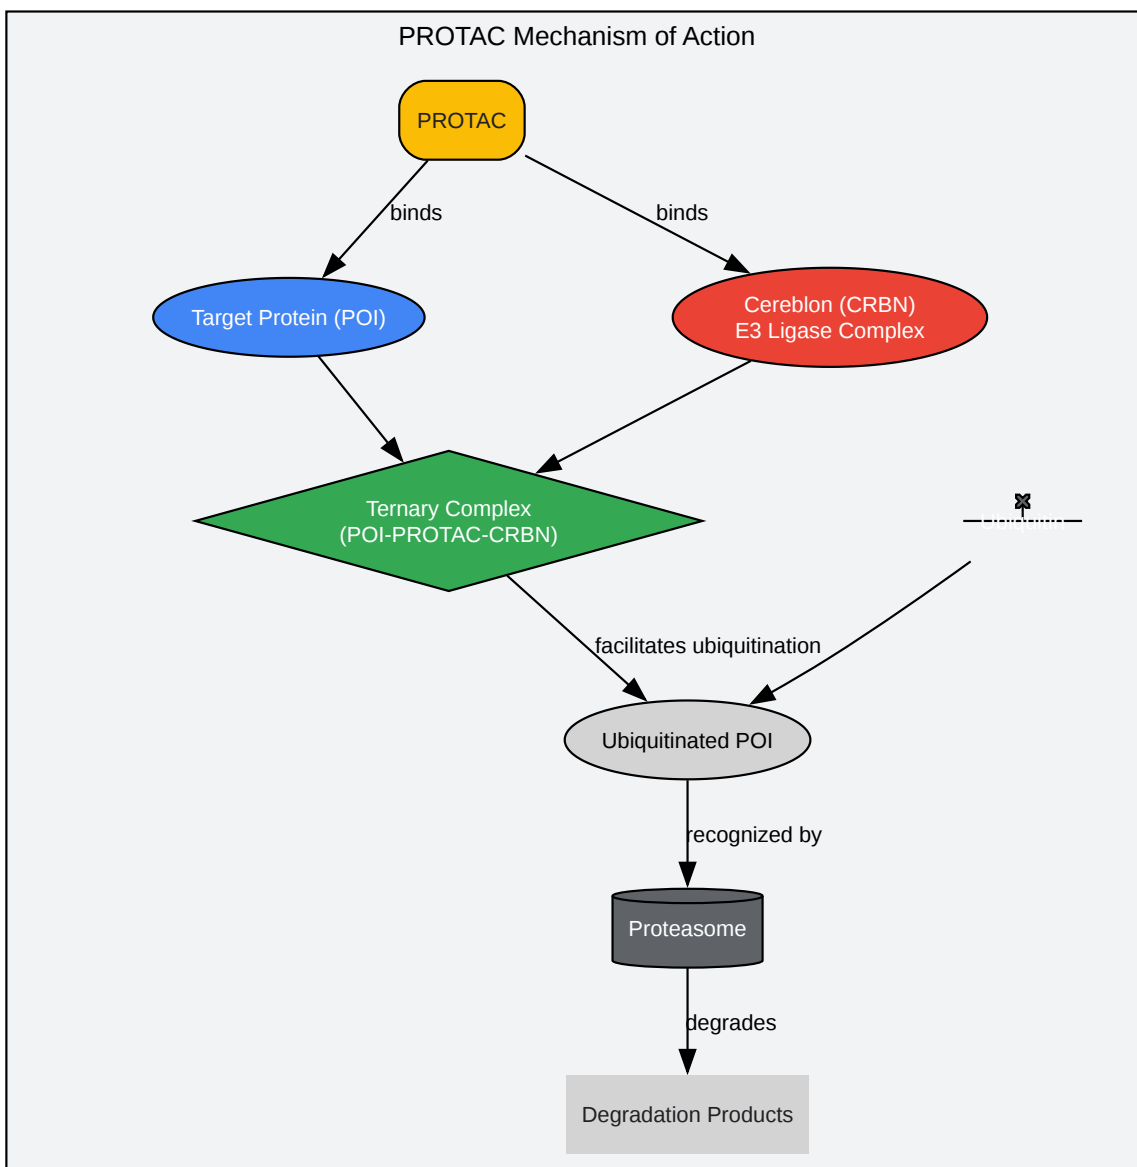 PROTAC Mechanism of Action
PROTAC
binds
binds
Target Protein (POI)
Cereblon (CRBN)
E3 Ligase Complex
Ternary Complex
(POI-PROTAC-CRBN)
Ubiquitin
facilitates ubiquitination
Ubiquitinated POI
recognized by
Proteasome
degrades
Degradation Products